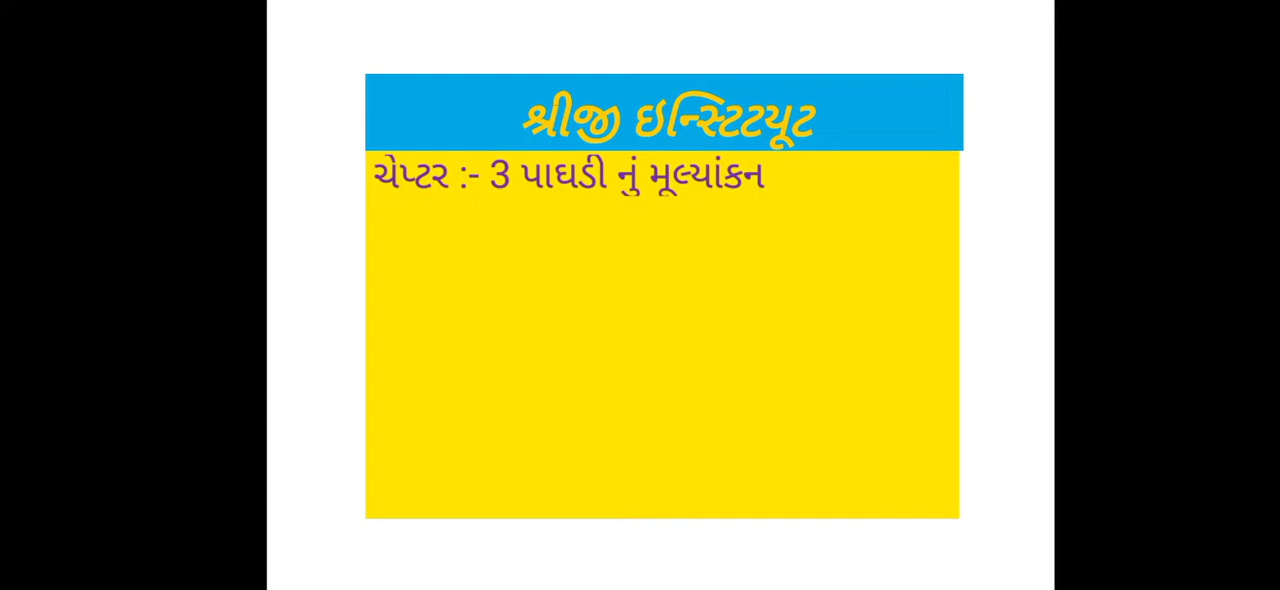 શ્રીજી ઇન્સ્ટિટયૂટ
ચેપ્ટર :- 3 પાઘડી નું મૂલ્યાંકન